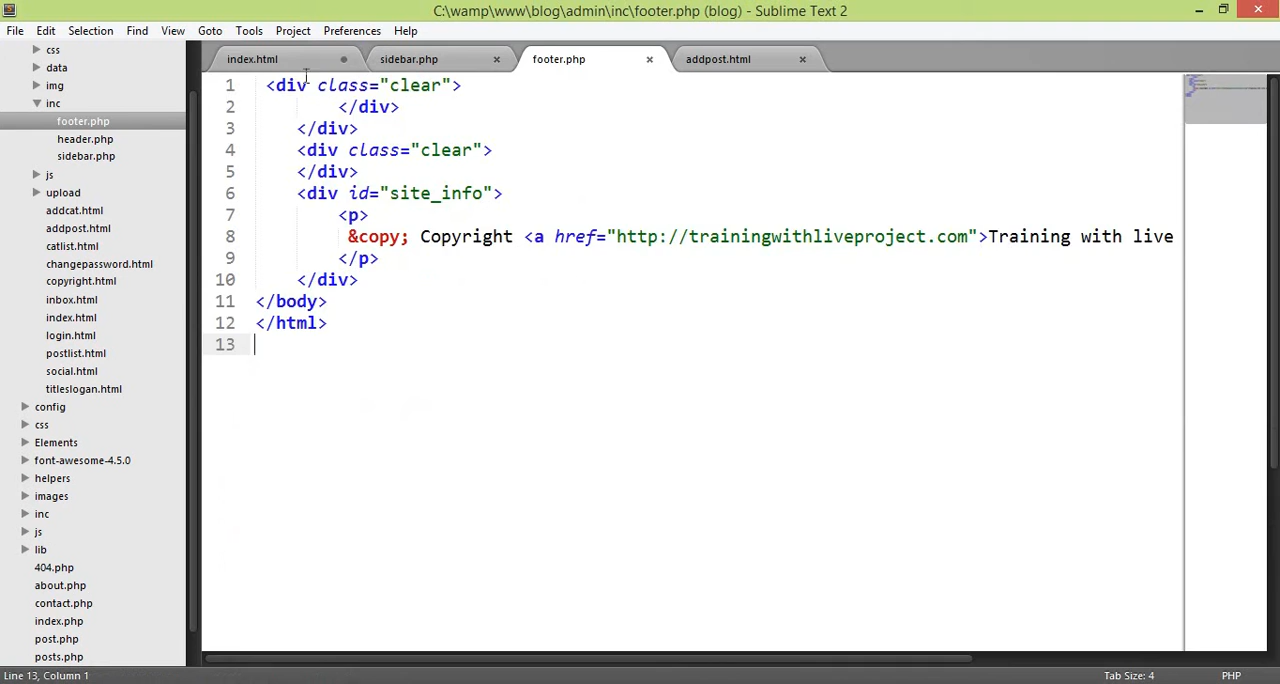 C:\wamp\www\blog\admin\inc\footer.php (blog) - Sublime Text 2
File Edit Selection Find View Goto Tools Project Preferences Help
index.html sidebar.php footer.php addpost.html
css
data
img
inc
footer.php
header.php
sidebar.php
js
upload
addcat.html
addpost.html
catlist.html
changepassword.html
copyright.html
inbox.html
index.html
login.html
postlist.html
social.html
titleslogan.html
config
css
Elements
font-awesome-4.5.0
helpers
images
inc
js
lib
404.php
about.php
contact.php
index.php
post.php
posts.php
1 <div class="clear">
2 </div>
3 </div>
4 <div class="clear">
5 </div>
6 <div id="site_info">
7 <p>
8 &copy; Copyright <a href="http://trainingwithliveproject.com">Training with live
9 </p>
10 </div>
11 </body>
12 </html>
13
Line 13, Column 1 Tab Size: 4 PHP